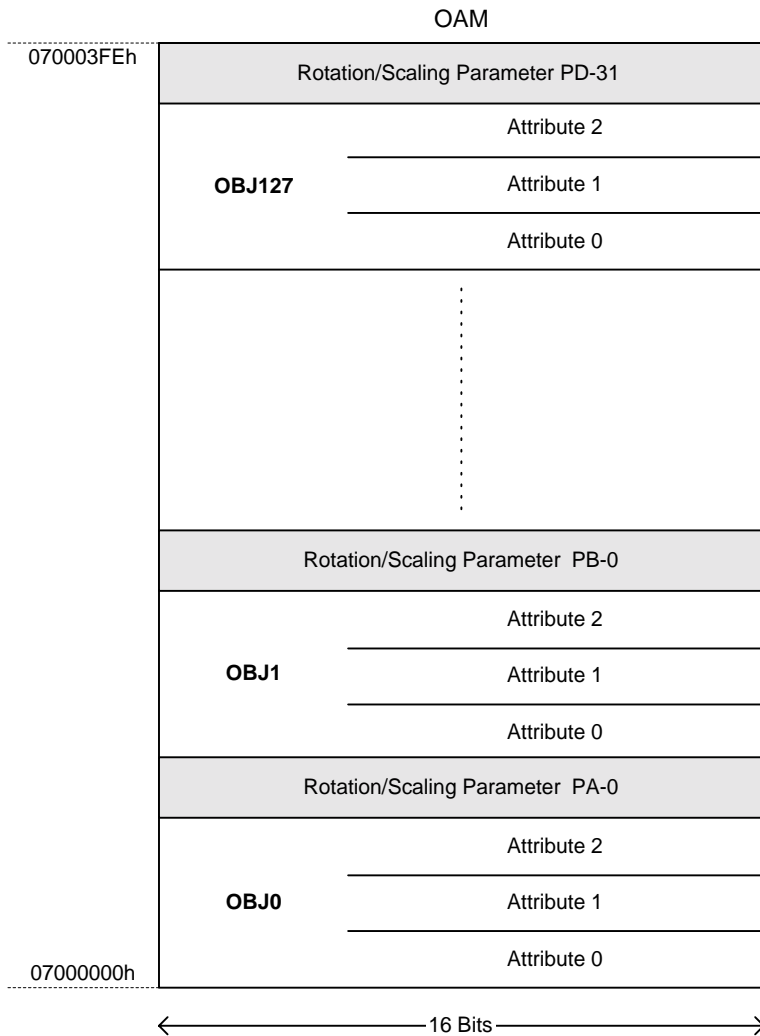 OAM
070003FEh
Rotation/Scaling Parameter PD-31
Attribute 2
OBJ127
Attribute 1
Attribute 0
Rotation/Scaling Parameter PB-0
Attribute 2
OBJ1
Attribute 1
Attribute 0
Rotation/Scaling Parameter PA-0
Attribute 2
OBJ0
Attribute 1
Attribute 0
07000000h
16 Bits